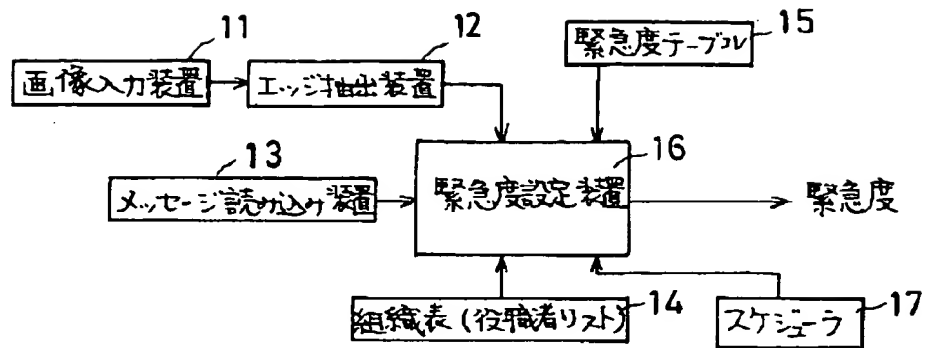 11
画像入力装置
12
エッジ抽出装置
15
緊急度テーブル
13
メッセージ読み込み装置
16
緊急度設定装置
緊急度
14
組織表(役職者リスト)
17
スケジューラ